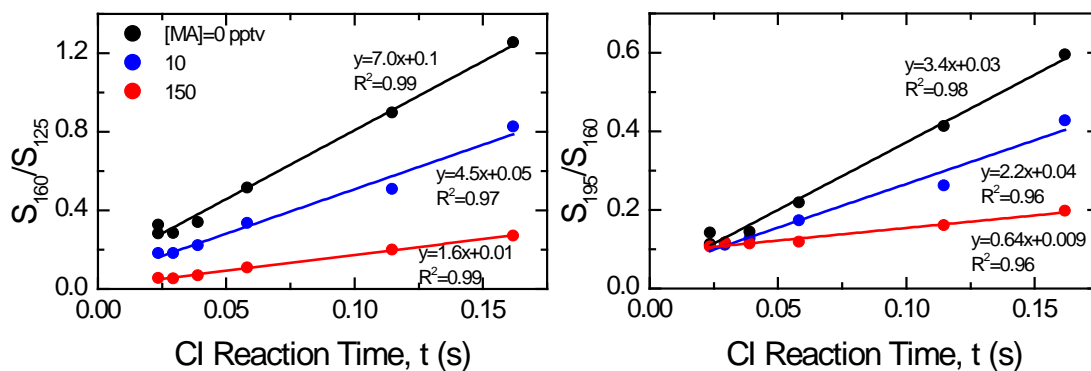 [MA]=0 pptv
10
150
y=7.0x+0.1
R²=0.99
y=4.5x+0.05
R²=0.97
y=1.6x+0.01
R²=0.99
S₁₆₀/S₁₂₅
1.2
0.8
0.4
0.0
0.00 0.05 0.10 0.15
CI Reaction Time, t (s)
y=3.4x+0.03
R²=0.98
y=2.2x+0.04
R²=0.96
y=0.64x+0.009
R²=0.96
S₁₉₅/S₁₆₀
0.6
0.4
0.2
0.0
0.00 0.05 0.10 0.15
CI Reaction Time, t (s)